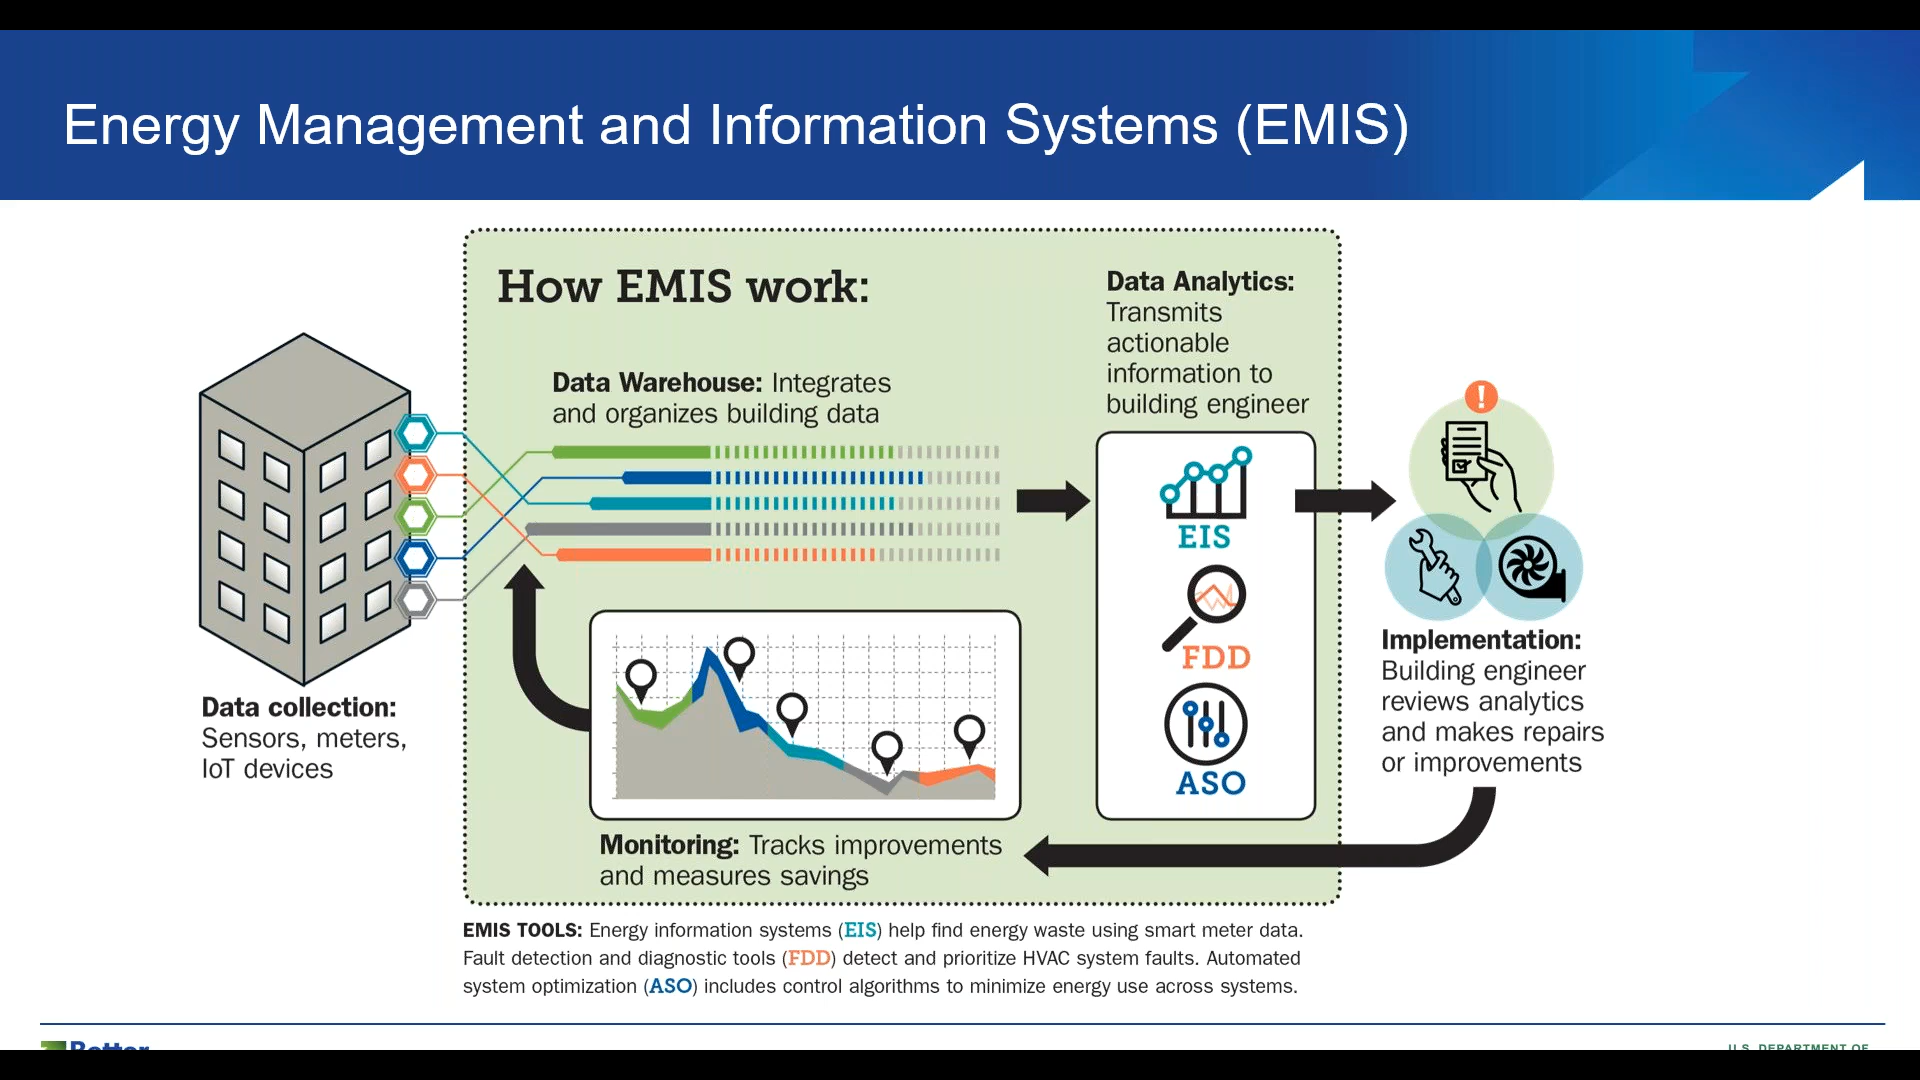 Energy Management and Information Systems (EMIS)
How EMIS work:
Data Warehouse: Integrates
and organizes building data
Data Analytics:
Transmits
actionable
information to
building engineer
EIS
FDD
ASO
!
Implementation:
Building engineer
reviews analytics
and makes repairs
or improvements
Data collection:
Sensors, meters,
IoT devices
Monitoring: Tracks improvements
and measures savings
EMIS TOOLS: Energy information systems (EIS) help find energy waste using smart meter data.
Fault detection and diagnostic tools (FDD) detect and prioritize HVAC system faults. Automated
system optimization (ASO) includes control algorithms to minimize energy use across systems.
Better
U.S. DEPARTMENT OF